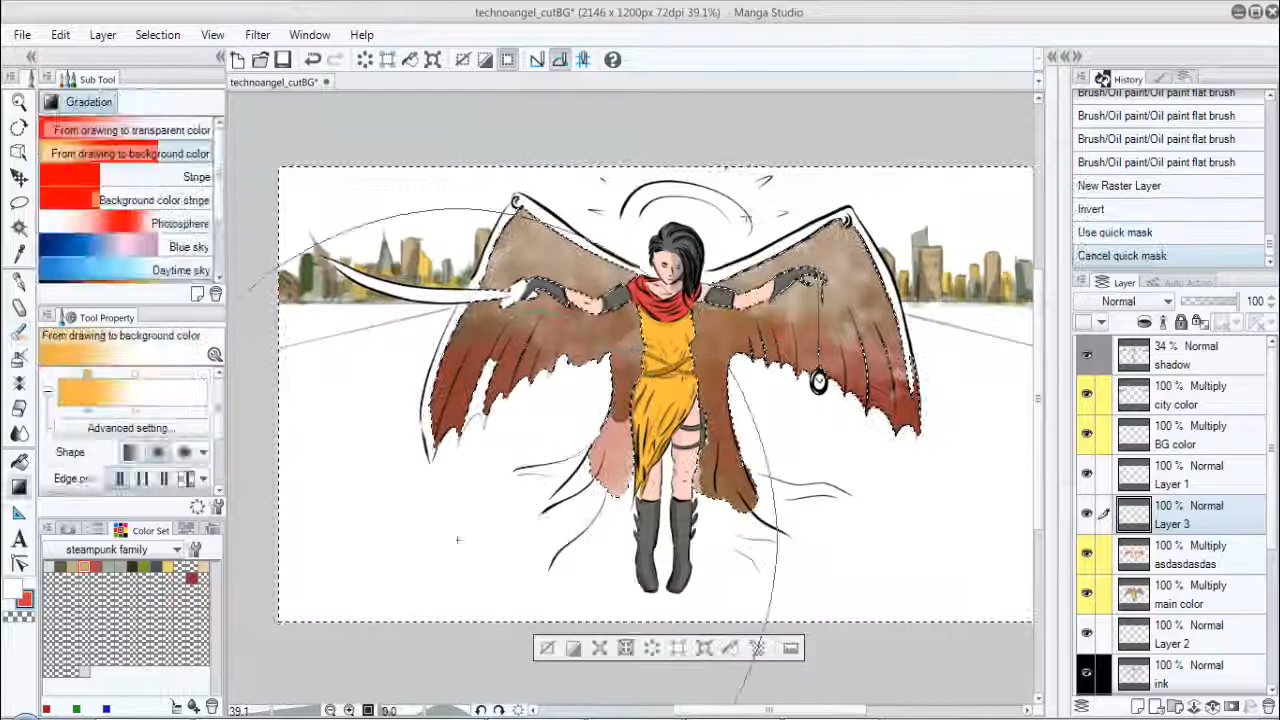 technoangel_cutBG* (2146 x 1200px 72dpi 39.1%) - Manga Studio
File Edit Layer Selection View Filter Window Help
technoangel_cutBG*
Sub Tool
Gradation
From drawing to transparent color
From drawing to background color
Stripe
Background color stripe
Photosphere
Blue sky
Daytime sky
Tool Property
From drawing to background color
Advanced setting...
Shape
Edge
Color Set
steampunk family
39.1
0.0
History
Brush/Oil paint/Oil paint flat brush
Brush/Oil paint/Oil paint flat brush
Brush/Oil paint/Oil paint flat brush
Brush/Oil paint/Oil paint flat brush
New Raster Layer
Invert
Use quick mask
Cancel quick mask
Layer
Normal 100
34 % Normal
shadow
100 % Multiply
city color
100 % Multiply
BG color
100 % Normal
Layer 1
100 % Normal
Layer 3
100 % Multiply
asdasdasdas
100 % Multiply
main color
100 % Normal
Layer 2
100 % Normal
ink